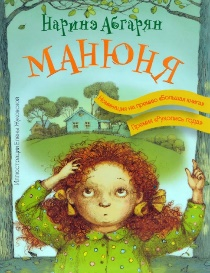 Наринэ Абгарян
МАНЮНЯ
Номинация на премию «Большая книга»
Премия «Рукопись года»
Иллюстрации Елены Жуковской